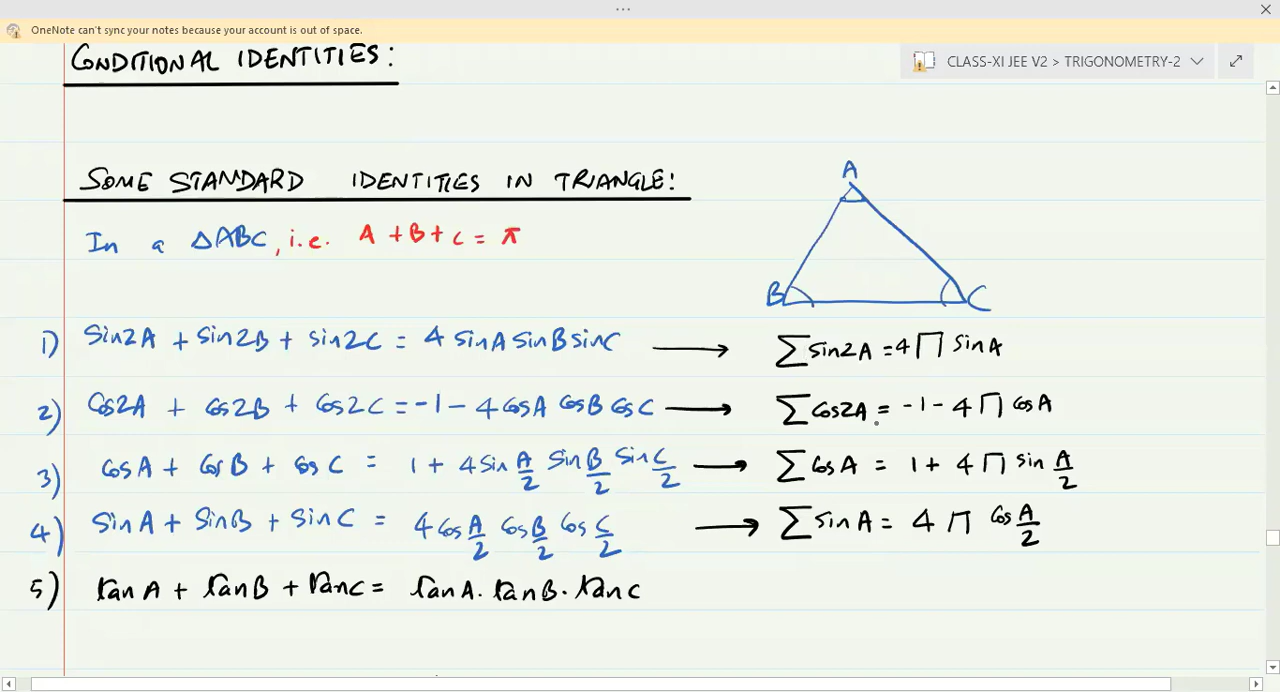 OneNote can't sync your notes because your account is out of space.
CONDITIONAL IDENTITIES:
CLASS-XI JEE V2 > TRIGONOMETRY-2
SOME STANDARD IDENTITIES IN TRIANGLE:
In a ΔABC, i.e. A + B + C = π
A
B
C
1) Sin2A + Sin2B + sin2C = 4 sinA sinB sinC ⟶ ∑ sin2A = 4 ∏ sinA
2) Cos2A + Cos2B + Cos2C = -1 - 4 CosA CosB Cos C ⟶ ∑ Cos2A = -1 - 4 ∏ CosA
3) CosA + CosB + Cos C = 1 + 4 Sin A/2 Sin B/2 Sin C/2 ⟶ ∑ CosA = 1 + 4 ∏ sin A/2
4) SinA + SinB + SinC = 4 Cos A/2 Cos B/2 Cos C/2 ⟶ ∑ sinA = 4 ∏ Cos A/2
5) tanA + tanB + tanC = tanA. tanB. tanC